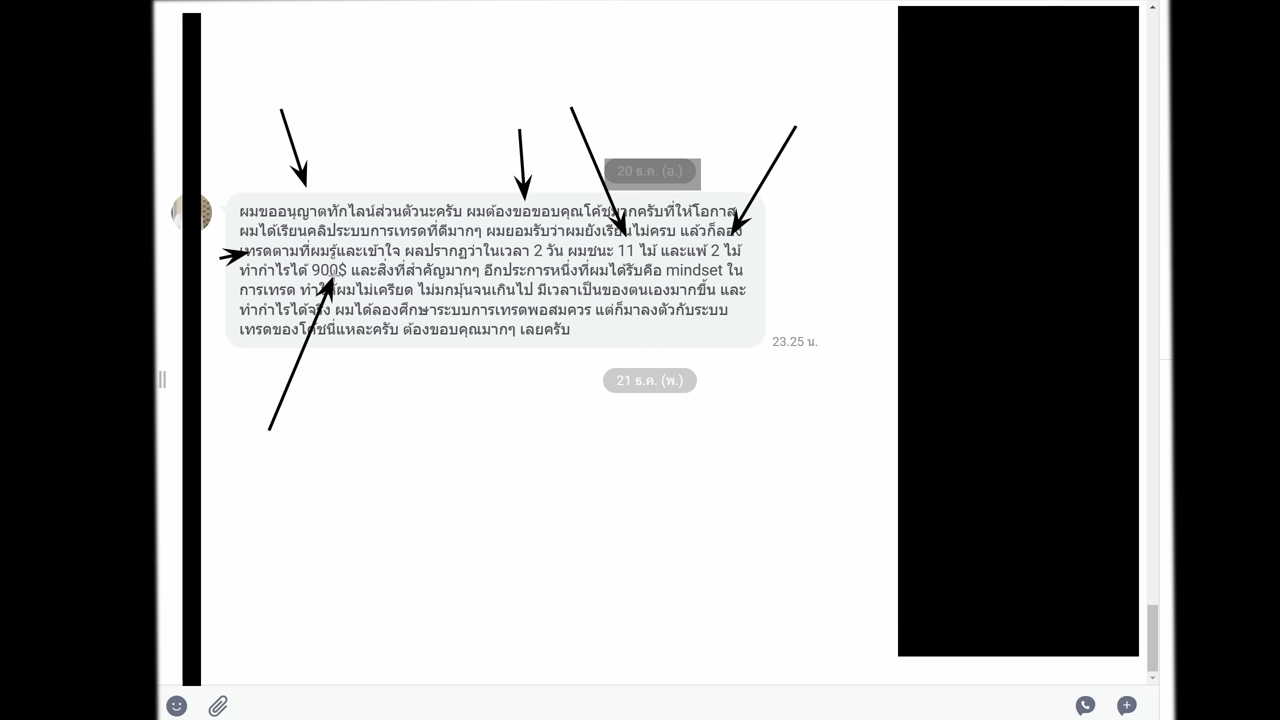 20 ธ.ค. (อ.)
ผมขออนุญาตทักไลน์ส่วนตัวนะครับ ผมต้องขอขอบคุณโค้ชมากครับที่ให้โอกาส
ผมได้เรียนคลิประบบการเทรดที่ดีมากๆ ผมยอมรับว่าผมยังเรียนไม่ครบ แล้วก็ลอง
เทรดตามที่ผมรู้และเข้าใจ ผลปรากฏว่าในเวลา 2 วัน ผมชนะ 11 ไม้ และแพ้ 2 ไม้
ทำกำไรได้ 900$ และสิ่งที่สำคัญมากๆ อีกประการหนึ่งที่ผมได้รับคือ mindset ใน
การเทรด ทำให้ผมไม่เครียด ไม่มกมุ้นจนเกินไป มีเวลาเป็นของตนเองมากขึ้น และ
ทำกำไรได้จริง ผมได้ลองศึกษาระบบการเทรดพอสมควร แต่ก็มาลงตัวกับระบบ
เทรดของโค้ชนี่แหละครับ ต้องขอบคุณมากๆ เลยครับ
23.25 น.
21 ธ.ค. (พ.)